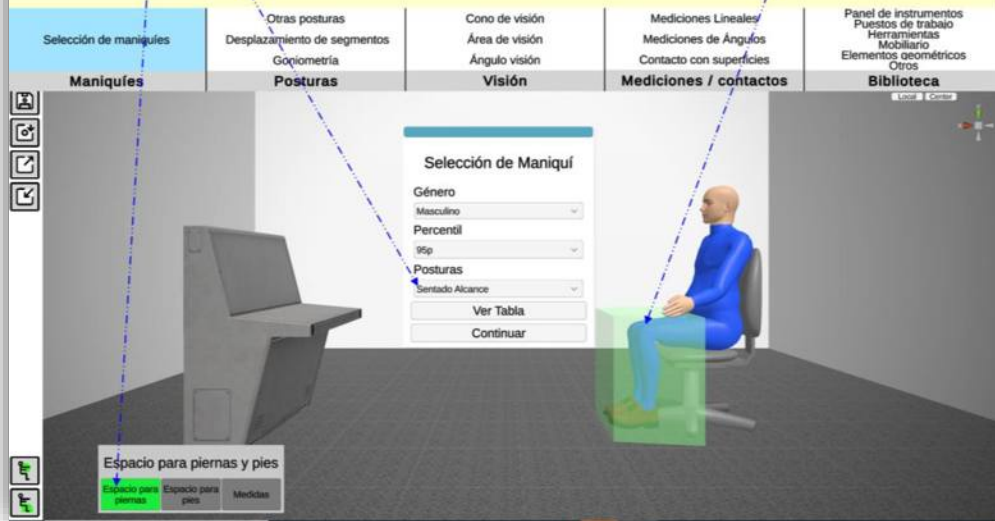 Selección de maniquíes
Maniquíes
Otras posturas
Desplazamiento de segmentos
Goniometría
Posturas
Cono de visión
Área de visión
Ángulo visión
Visión
Mediciones Lineales
Mediciones de Ángulos
Contacto con superficies
Mediciones / contactos
Panel de instrumentos
Puestos de trabajo
Herramientas
Mobiliario
Elementos geométricos
Otros
Biblioteca
Local Center
Selección de Maniquí
Género
Masculino
Percentil
95p
Posturas
Sentado Alcance
Ver Tabla
Continuar
Espacio para piernas y pies
Espacio para
piernas
Espacio para
pies
Medidas